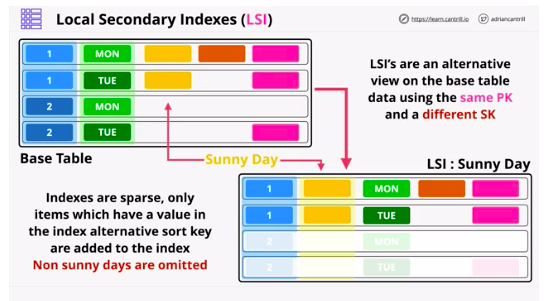 Local Secondary Indexes (LSI)
https://learn.cantrill.io
adriancantrill
1 MON
1 TUE
2 MON
2 TUE
LSI's are an alternative
view on the base table
data using the same PK
and a different SK
Base Table
Sunny Day
LSI : Sunny Day
Indexes are sparse, only
items which have a value in
the index alternative sort key
are added to the index
Non sunny days are omitted
1 MON
1 TUE
2 MON
2 TUE